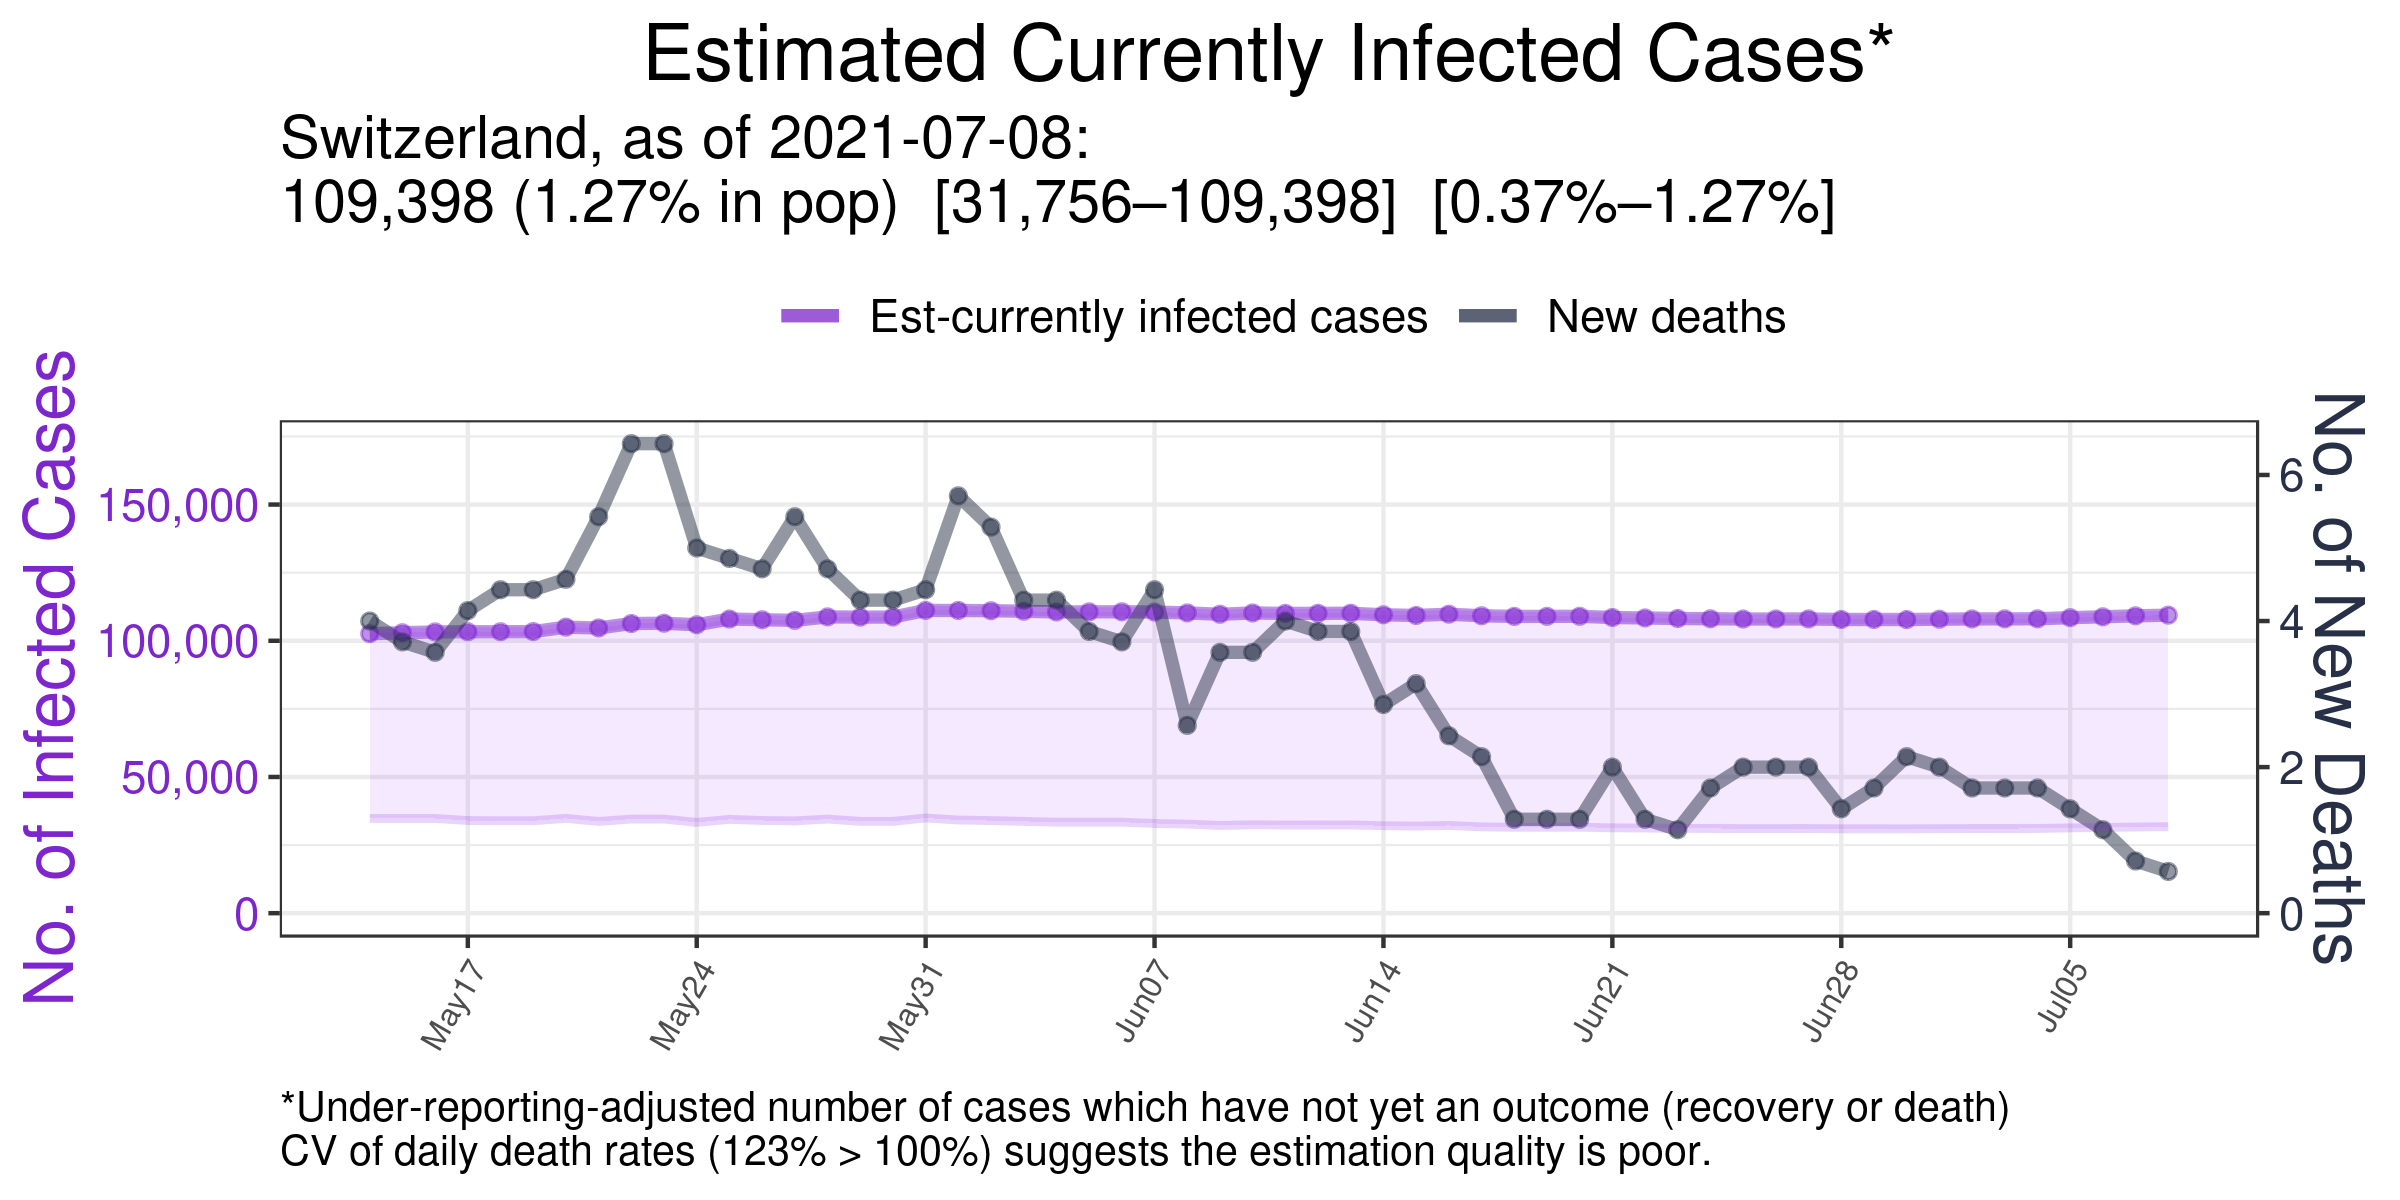 Estimated Currently Infected Cases*
Switzerland, as of 2021-07-08:
109,398 (1.27% in pop)  [31,756–109,398]  [0.37%–1.27%]
Est-currently infected cases
New deaths
No. of Infected Cases
150,000
100,000
50,000
0
6
4
2
0
No. of New Deaths
May17
May24
May31
Jun07
Jun14
Jun21
Jun28
Jul05
*Under-reporting-adjusted number of cases which have not yet an outcome (recovery or death)
CV of daily death rates (123% > 100%) suggests the estimation quality is poor.